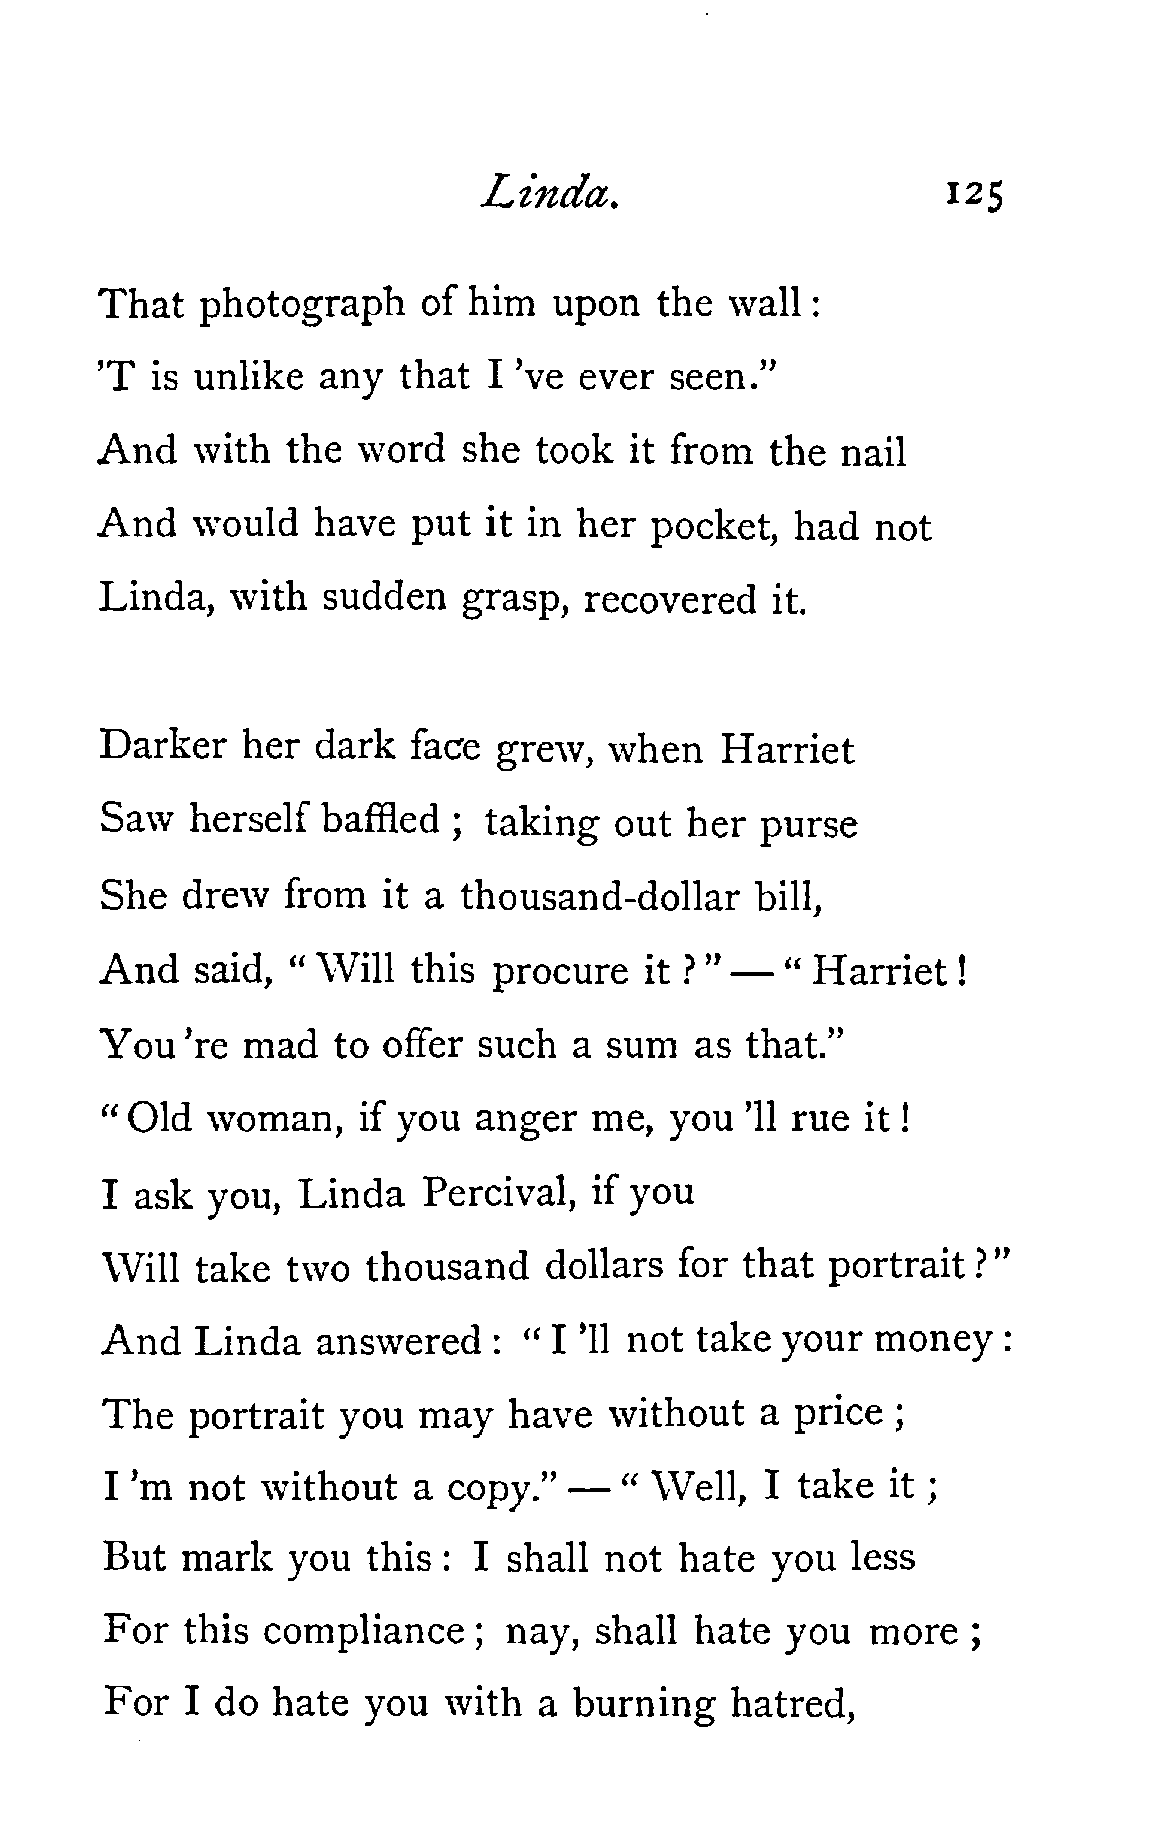 Linda. 125
That photograph of him upon the wall :
'T is unlike any that I 've ever seen."
And with the word she took it from the nail
And would have put it in her pocket, had not
Linda, with sudden grasp, recovered it.
Darker her dark face grew, when Harriet
Saw herself baffled ; taking out her purse
She drew from it a thousand-dollar bill,
And said, " Will this procure it ? " — " Harriet !
You 're mad to offer such a sum as that."
" Old woman, if you anger me, you 'll rue it !
I ask you, Linda Percival, if you
Will take two thousand dollars for that portrait ? "
And Linda answered : " I 'll not take your money :
The portrait you may have without a price ;
I 'm not without a copy." — " Well, I take it ;
But mark you this : I shall not hate you less
For this compliance ; nay, shall hate you more ;
For I do hate you with a burning hatred,